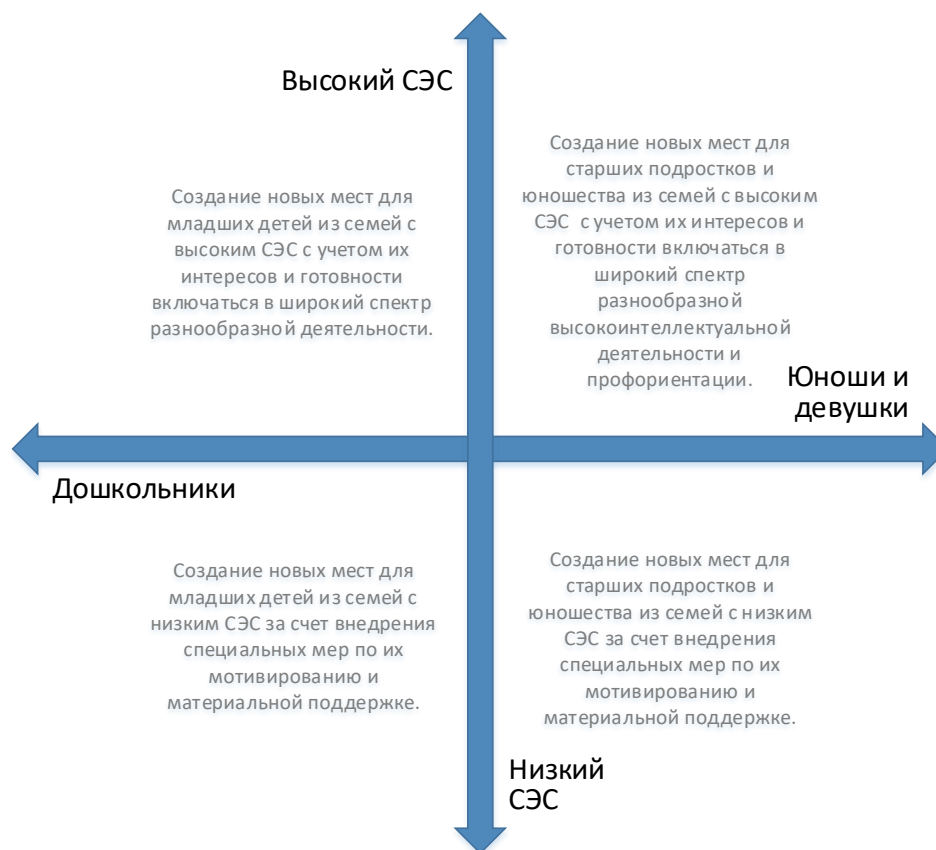 Высокий СЭС
Создание новых мест для
младших детей из семей с
высоким СЭС с учетом их
интересов и готовности
включаться в широкий спектр
разнообразной деятельности.
Создание новых мест для
старших подростков и
юношества из семей с высоким
СЭС с учетом их интересов и
готовности включаться в
широкий спектр
разнообразной
высокоинтеллектуальной
деятельности и
профориентации.
Юноши и
девушки
Дошкольники
Создание новых мест для
младших детей из семей с
низким СЭС за счет внедрения
специальных мер по их
мотивированию и
материальной поддержке.
Создание новых мест для
старших подростков и
юношества из семей с низким
СЭС за счет внедрения
специальных мер по их
мотивированию и
материальной поддержке.
Низкий
СЭС